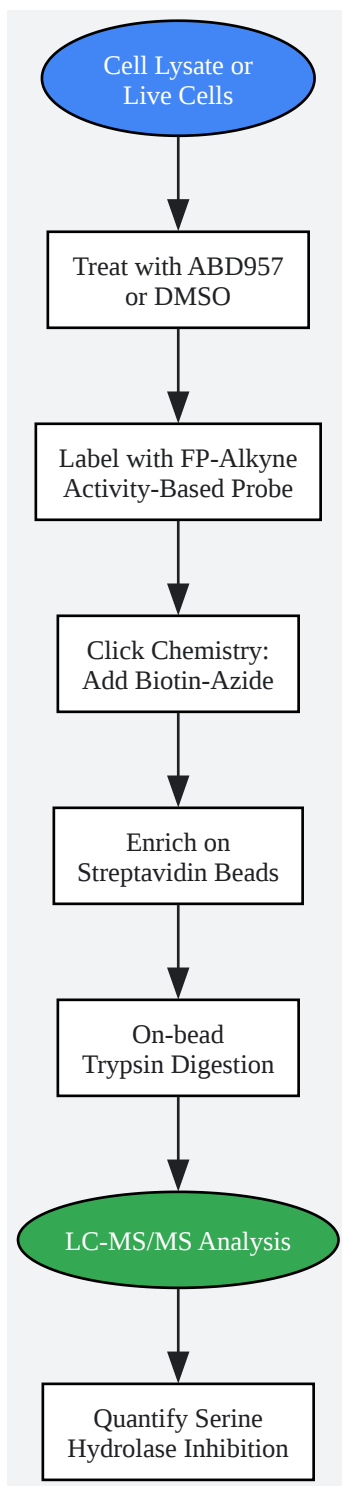 Cell Lysate or
Live Cells
Treat with ABD957
or DMSO
Label with FP-Alkyne
Activity-Based Probe
Click Chemistry:
Add Biotin-Azide
Enrich on
Streptavidin Beads
On-bead
Trypsin Digestion
LC-MS/MS Analysis
Quantify Serine
Hydrolase Inhibition